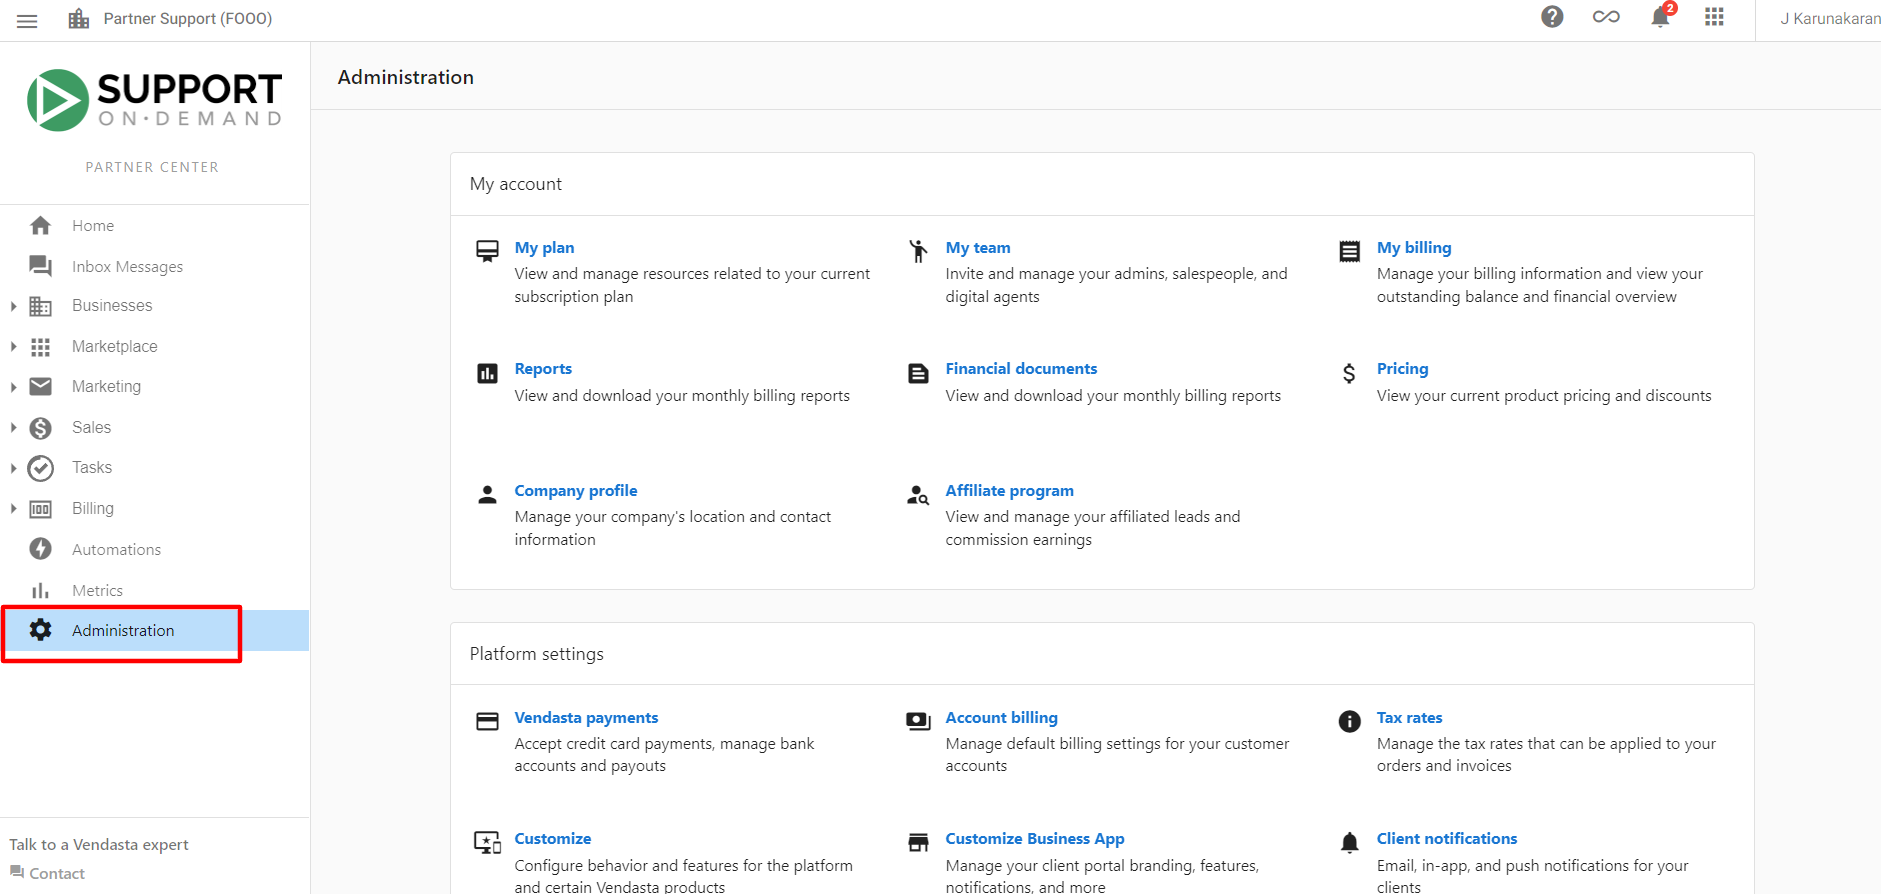 Partner Support (FOOO)
2
J Karunakaran
SUPPORT
ON·DEMAND
PARTNER CENTER
Home
Inbox Messages
Businesses
Marketplace
Marketing
Sales
Tasks
Billing
Automations
Metrics
Administration
Talk to a Vendasta expert
Contact
Administration
My account
My plan
View and manage resources related to your current
subscription plan
My team
Invite and manage your admins, salespeople, and
digital agents
My billing
Manage your billing information and view your
outstanding balance and financial overview
Reports
View and download your monthly billing reports
Financial documents
View and download your monthly billing reports
Pricing
View your current product pricing and discounts
Company profile
Manage your company's location and contact
information
Affiliate program
View and manage your affiliated leads and
commission earnings
Platform settings
Vendasta payments
Accept credit card payments, manage bank
accounts and payouts
Account billing
Manage default billing settings for your customer
accounts
Tax rates
Manage the tax rates that can be applied to your
orders and invoices
Customize
Configure behavior and features for the platform
and certain Vendasta products
Customize Business App
Manage your client portal branding, features,
notifications, and more
Client notifications
Email, in-app, and push notifications for your
clients